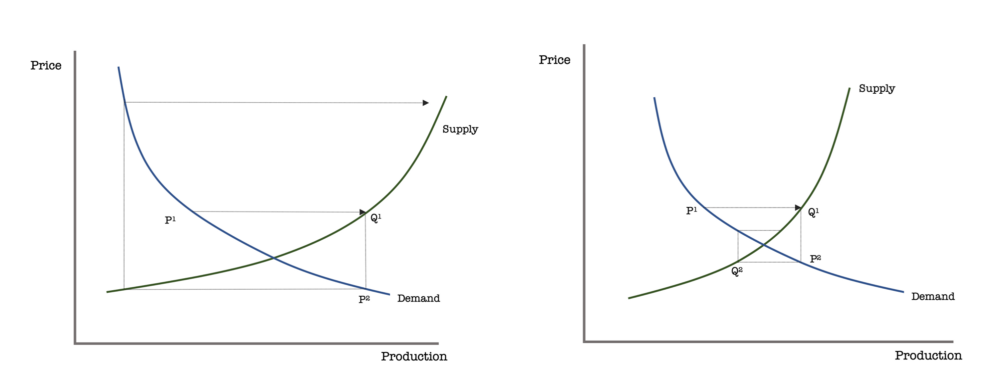 Price
Supply
P¹
Q¹
P²
Demand
Production
Price
Supply
P¹
Q¹
P²
Q²
Demand
Production